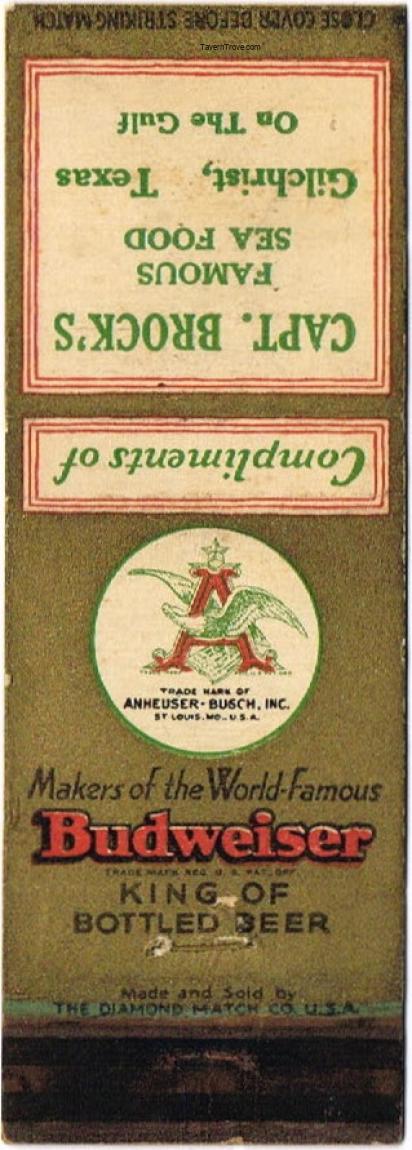 CLOSE COVER BEFORE STRIKING MATCH
TavernTrove.com
Compliments of
CAPT. BROCK'S
FAMOUS
SEA FOOD
Gilchrist, Texas
On The Gulf
A
TRADE MARK OF
ANHEUSER-BUSCH, INC.
ST. LOUIS. MO. U.S.A.
Makers of the World-Famous
Budweiser
TRADE MARK REG. U.S. PAT. OFF.
KING OF
BOTTLED BEER
Made and Sold by
THE DIAMOND MATCH CO. U.S.A.